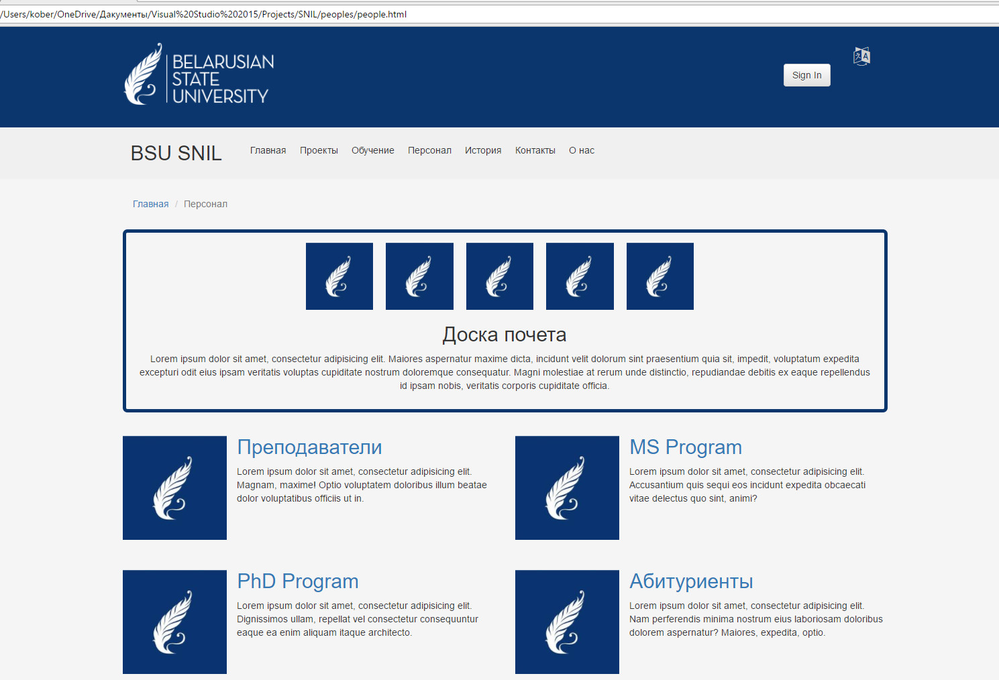 /Users/kober/OneDrive/Дакументы/Visual%20Studio%202015/Projects/SNIL/peoples/people.html
BELARUSIAN
STATE
UNIVERSITY
Sign In
BSU SNIL Главная Проекты Обучение Персонал История Контакты О нас
Главная / Персонал
Доска почета
Lorem ipsum dolor sit amet, consectetur adipisicing elit. Maiores aspernatur maxime dicta, incidunt velit dolorum sint praesentium quia sit, impedit, voluptatum expedita
excepturi odit eius ipsam veritatis voluptas cupiditate nostrum doloremque consequatur. Magni molestiae at rerum unde distinctio, repudiandae debitis ex eaque repellendus
id ipsam nobis, veritatis corporis cupiditate officia.
Преподаватели
Lorem ipsum dolor sit amet, consectetur adipisicing elit.
Magnam, maxime! Optio voluptatem doloribus illum beatae
dolor voluptatibus officiis ut in.
MS Program
Lorem ipsum dolor sit amet, consectetur adipisicing elit.
Accusantium quis sequi eos incidunt expedita obcaecati
vitae delectus quo sint, animi?
PhD Program
Lorem ipsum dolor sit amet, consectetur adipisicing elit.
Dignissimos ullam, repellat vel consectetur consequuntur
eaque ea enim aliquam itaque architecto.
Абитуриенты
Lorem ipsum dolor sit amet, consectetur adipisicing elit.
Nam perferendis minima nostrum eius laboriosam doloribus
dolorem aspernatur? Maiores, expedita, optio.